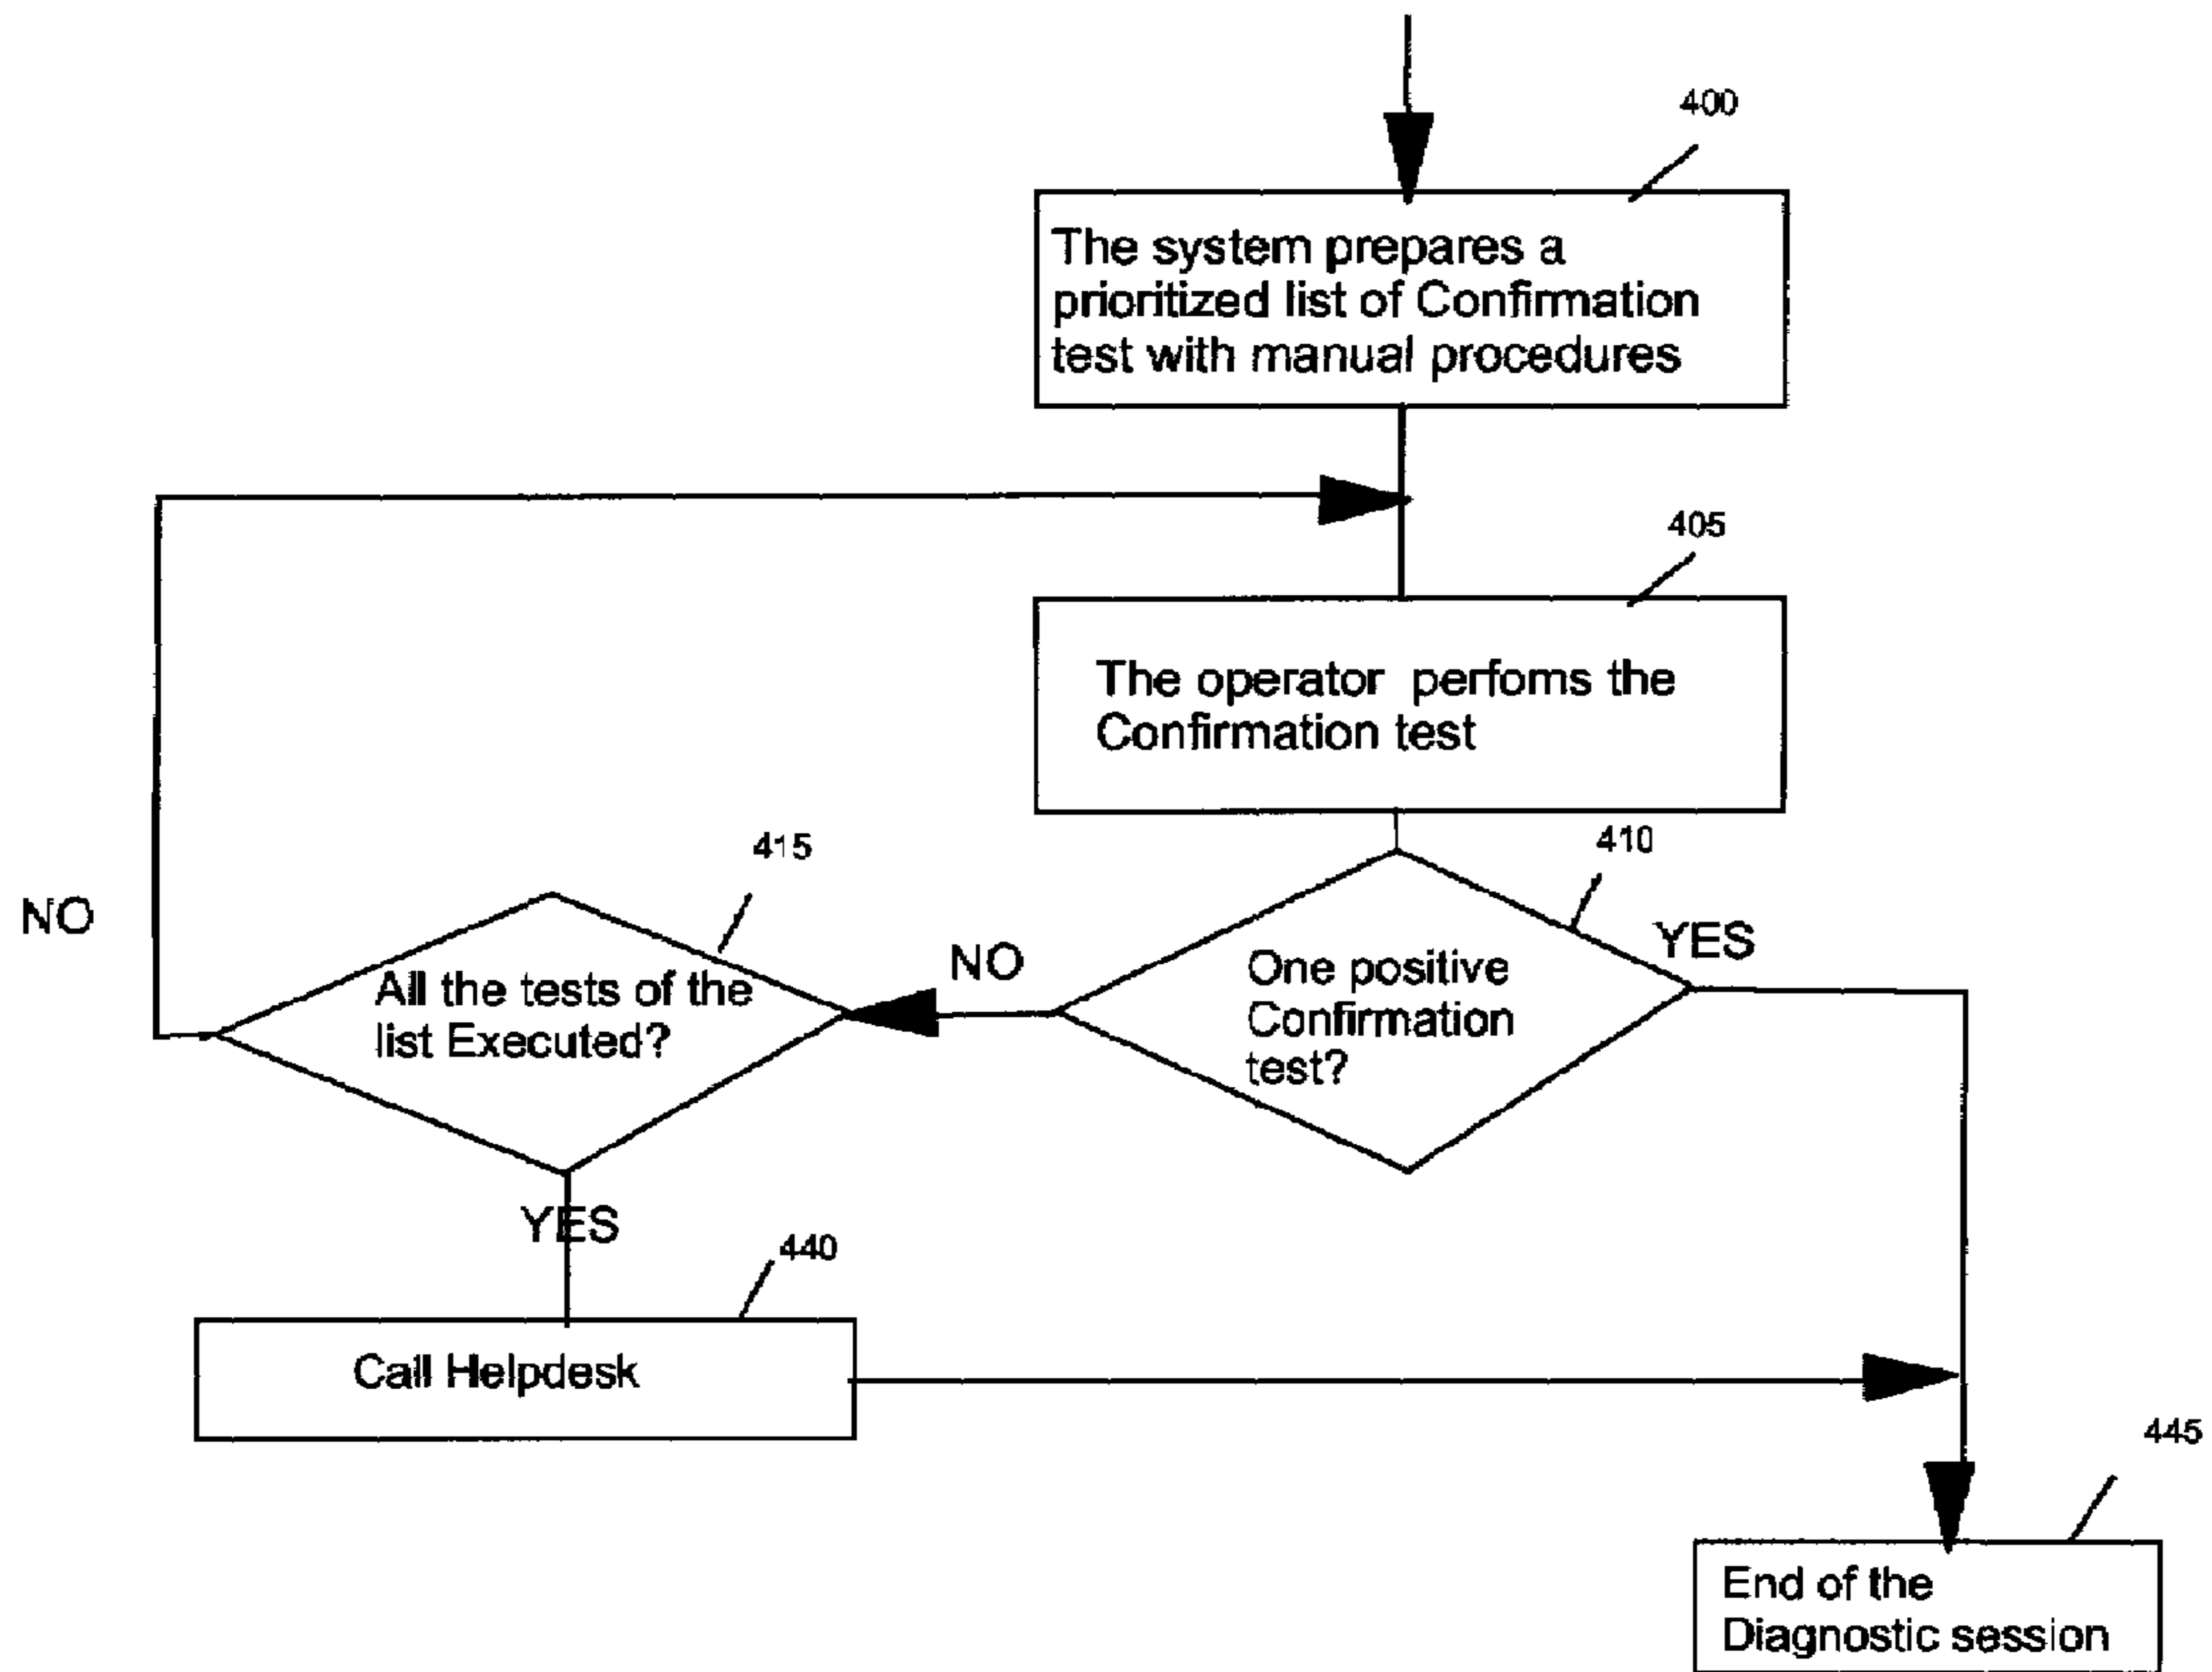 400
The system prepares a
prioritized list of Confirmation
test with manual procedures
405
The operator perfoms the
Confirmation test
410
One positive
Confirmation
test?
YES
NO
415
All the tests of the
list Executed?
NO
YES
440
Call Helpdesk
445
End of the
Diagnostic session